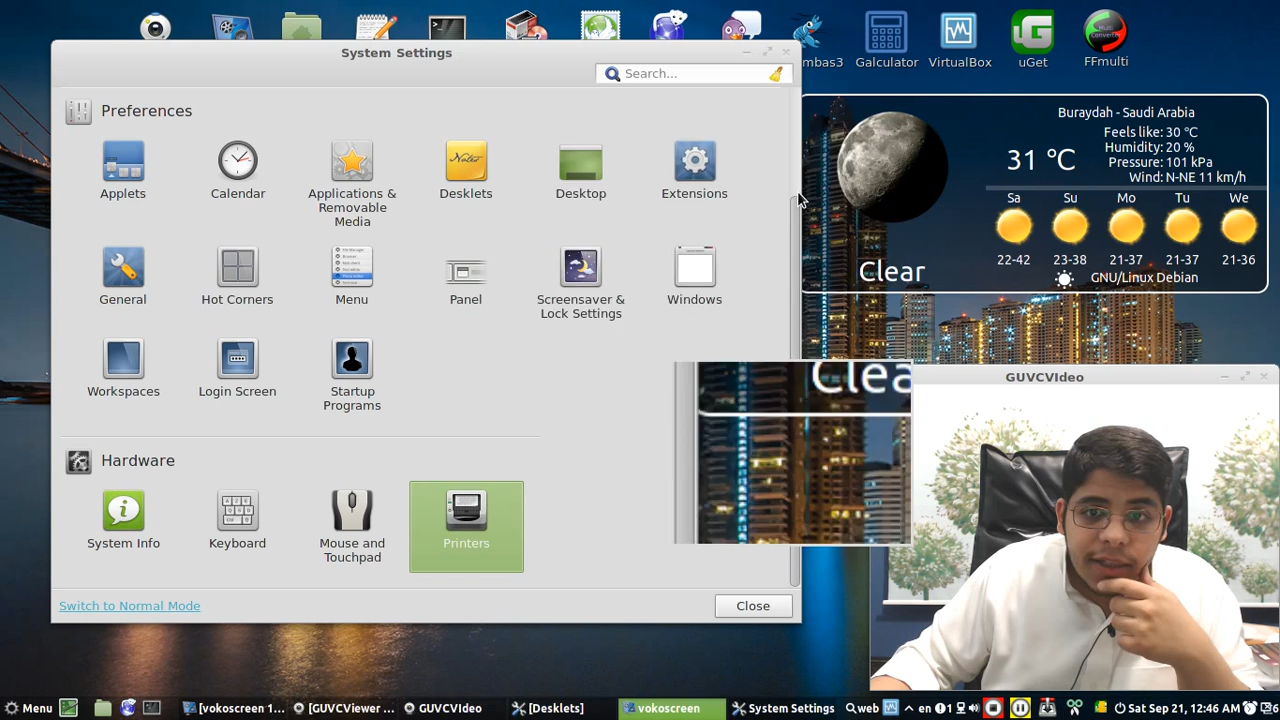 System Settings
Search...
Preferences
Applets
Calendar
Applications &
Removable
Media
Desklets
Desktop
Extensions
General
Hot Corners
Menu
Panel
Screensaver &
Lock Settings
Windows
Workspaces
Login Screen
Startup
Programs
Hardware
System Info
Keyboard
Mouse and
Touchpad
Printers
Switch to Normal Mode
Close
mbas3
Galculator
VirtualBox
uGet
FFmulti
Buraydah - Saudi Arabia
31 ℃
Feels like: 30 ℃
Humidity: 20 %
Pressure: 101 kPa
Wind: N-NE 11 km/h
Sa Su Mo Tu We
22-42 23-38 21-37 21-37 21-36
Clear
GNU/Linux Debian
Clea
GUVCVIdeo
Menu [vokoscreen 1... [GUVCViewer ... GUVCVIdeo [Desklets] vokoscreen System Settings web en 1 Sat Sep 21, 12:46 AM 6